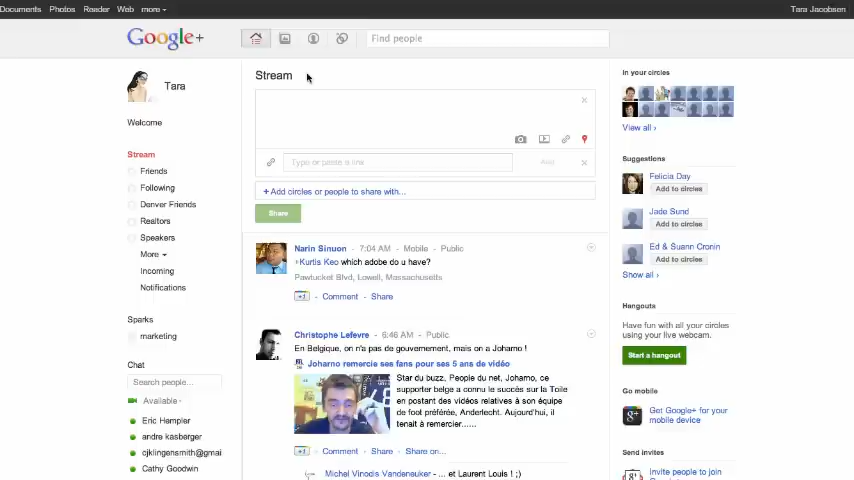 Documents Photos Reader Web more
Tara Jacobsen
Google+
Find people
Tara
Welcome
Stream
Friends
Following
Denver Friends
Realtors
Speakers
More
Incoming
Notifications
Sparks
marketing
Chat
Search people...
Available
Eric Hempler
andre kasberger
cjklingensmith@gmai
Cathy Goodwin
Stream
Type or paste a link
Add
+ Add circles or people to share with...
Share
Narin Sinuon - 7:04 AM - Mobile - Public
+Kurtis Keo which adobe do u have?
Pawtucket Blvd, Lowell, Massachusetts
+1 - Comment - Share
Christophe Lefevre - 6:46 AM - Public
En Belgique, on n'a pas de gouvernement, mais on a Joharno !
Joharno remercie ses fans pour ses 5 ans de vidéo
Star du buzz, People du net, Joharno, ce
supporter belge a connu le succès sur la Toile
en postant des vidéos relatives à son équipe
de foot préférée, Anderlecht. Aujourd'hui, il
tenait à remercier......
+1 - Comment - Share - Share on...
Michel Vinodis Vandeneuker - ... et Laurent Louis ! ;)
In your circles
View all ›
Suggestions
Felicia Day
Add to circles
Jade Sund
Add to circles
Ed & Suann Cronin
Add to circles
Show all ›
Hangouts
Have fun with all your circles
using your live webcam.
Start a hangout
Go mobile
g+
Get Google+ for your
mobile device
Send invites
Invite people to join